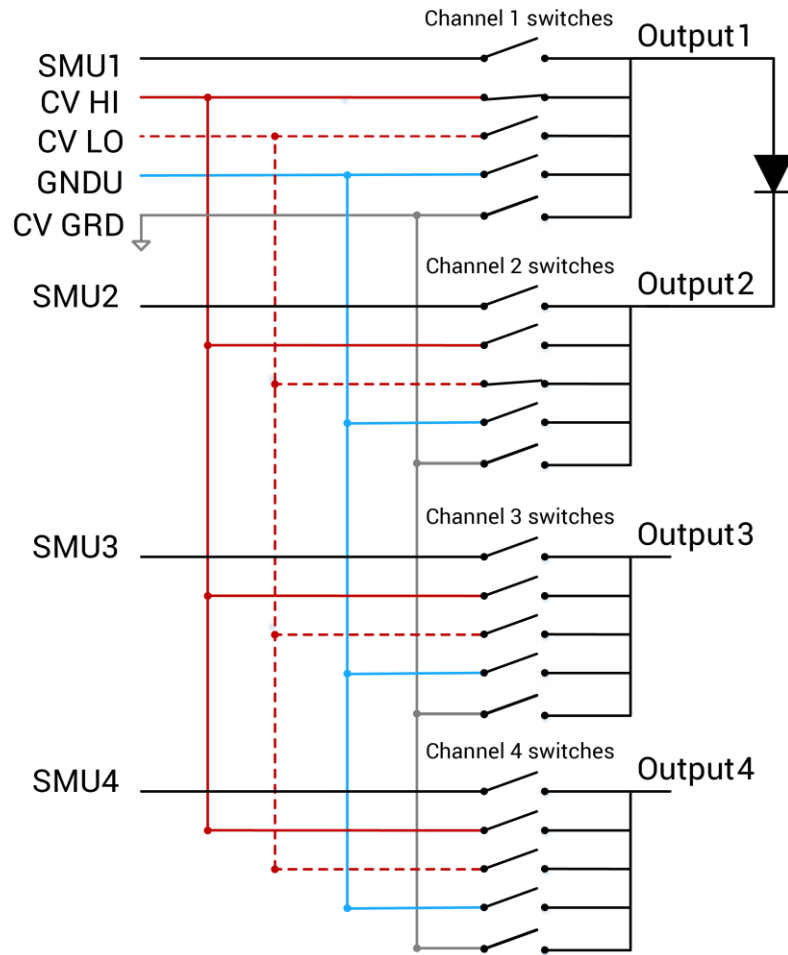 Channel 1 switches
Output1
SMU1
CV HI
CV LO
GNDU
CV GRD
Channel 2 switches
Output2
SMU2
Channel 3 switches
Output3
SMU3
Channel 4 switches
Output4
SMU4